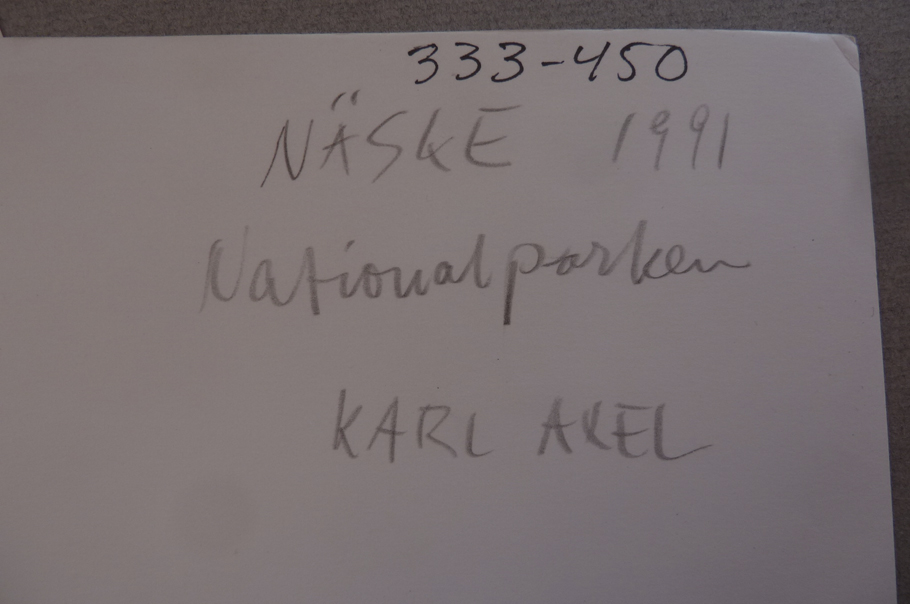 333-450
NÄSKE 1991
Nationalparken
KARL AXEL